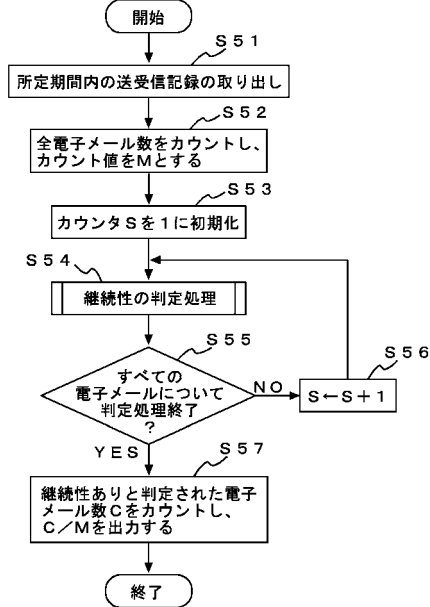 開始
S51
所定期間内の送受信記録の取り出し
S52
全電子メール数をカウントし、
カウント値をMとする
S53
カウンタSを1に初期化
S54
継続性の判定処理
S55
すべての
電子メールについて
判定処理終了
?
NO
S56
S←S+1
YES
S57
継続性ありと判定された電子
メール数Cをカウントし、
C/Mを出力する
終了